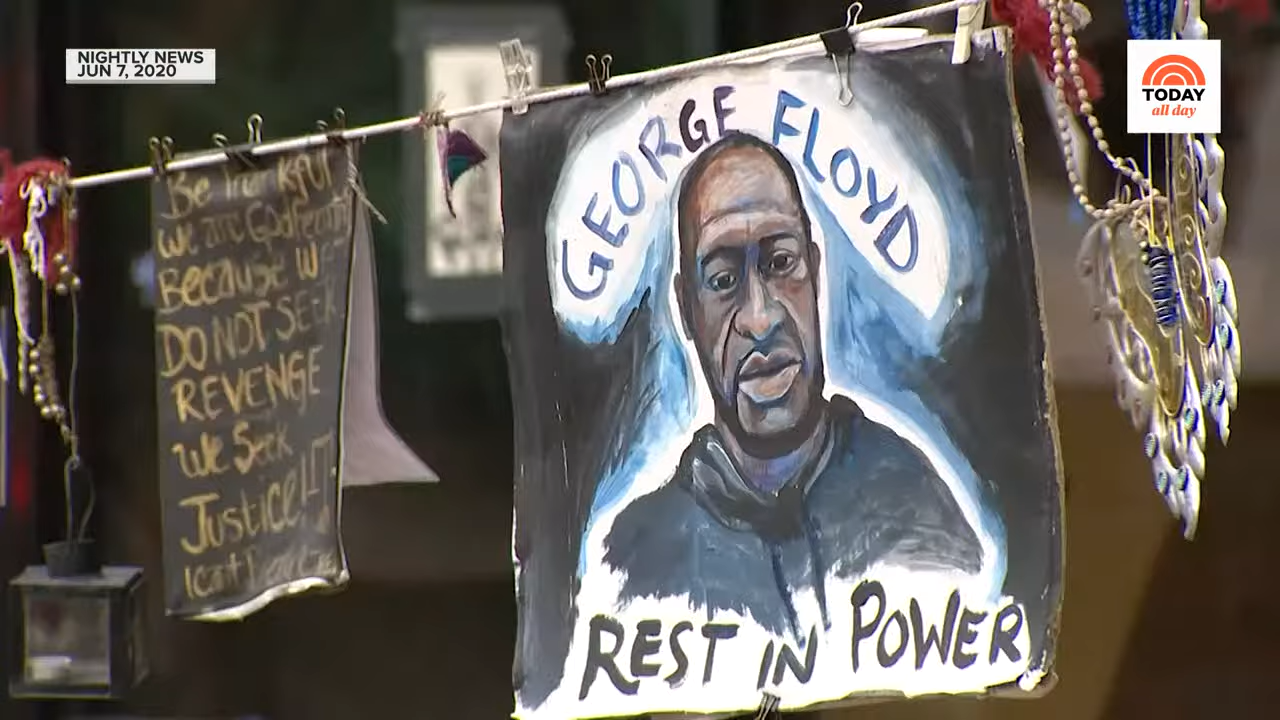 NIGHTLY NEWS
JUN 7, 2020
TODAY
all day
Be
we
Because WE
DO NOT SEEK
REVENGE
we Seek
Justice!
I can't
GEORGE FLOYD
REST IN POWER